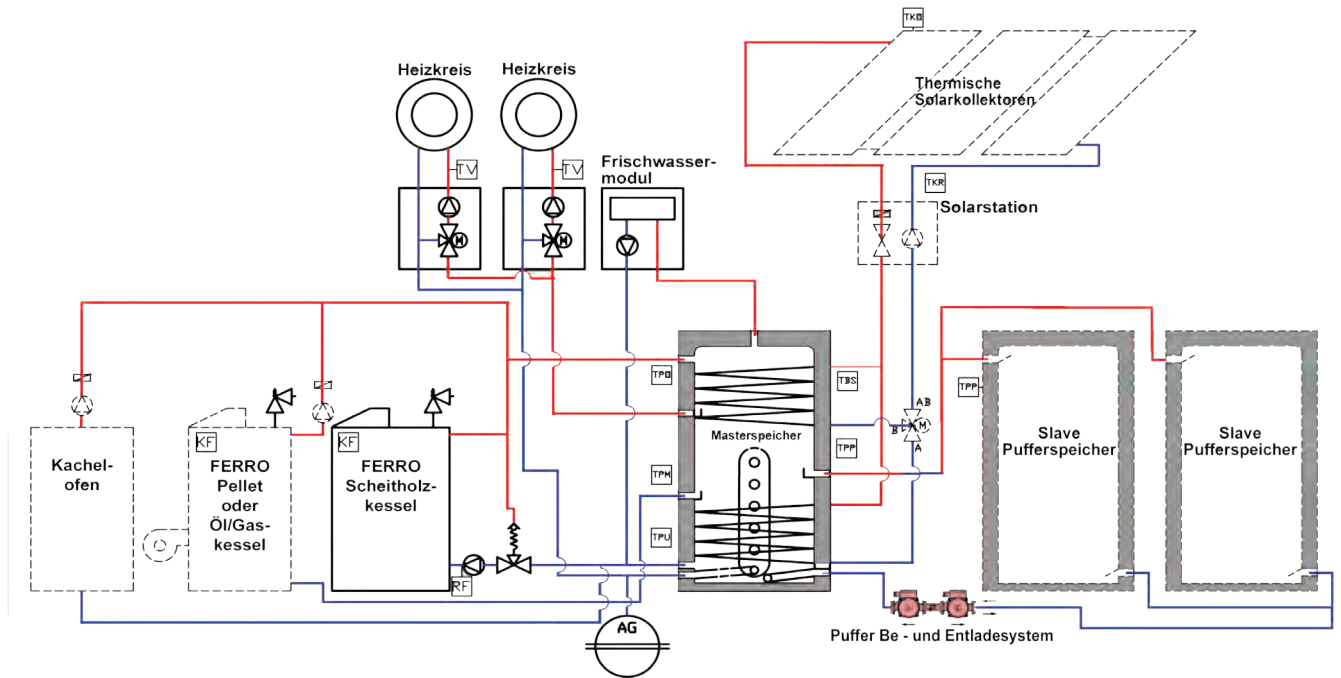 TKO
Heizkreis
Heizkreis
Thermische
Solarkollektoren
TV
TV
Frischwasser-
modul
TKR
Solarstation
M
M
TPO
TBS
TPP
AB
M
B
A
Masterspeicher
TPP
TPM
TPU
Slave
Pufferspeicher
Slave
Pufferspeicher
Kachel-
ofen
KF
FERRO
Pellet
oder
Öl/Gas-
kessel
KF
FERRO
Scheitholz-
kessel
RF
AG
Puffer Be - und Entladesystem